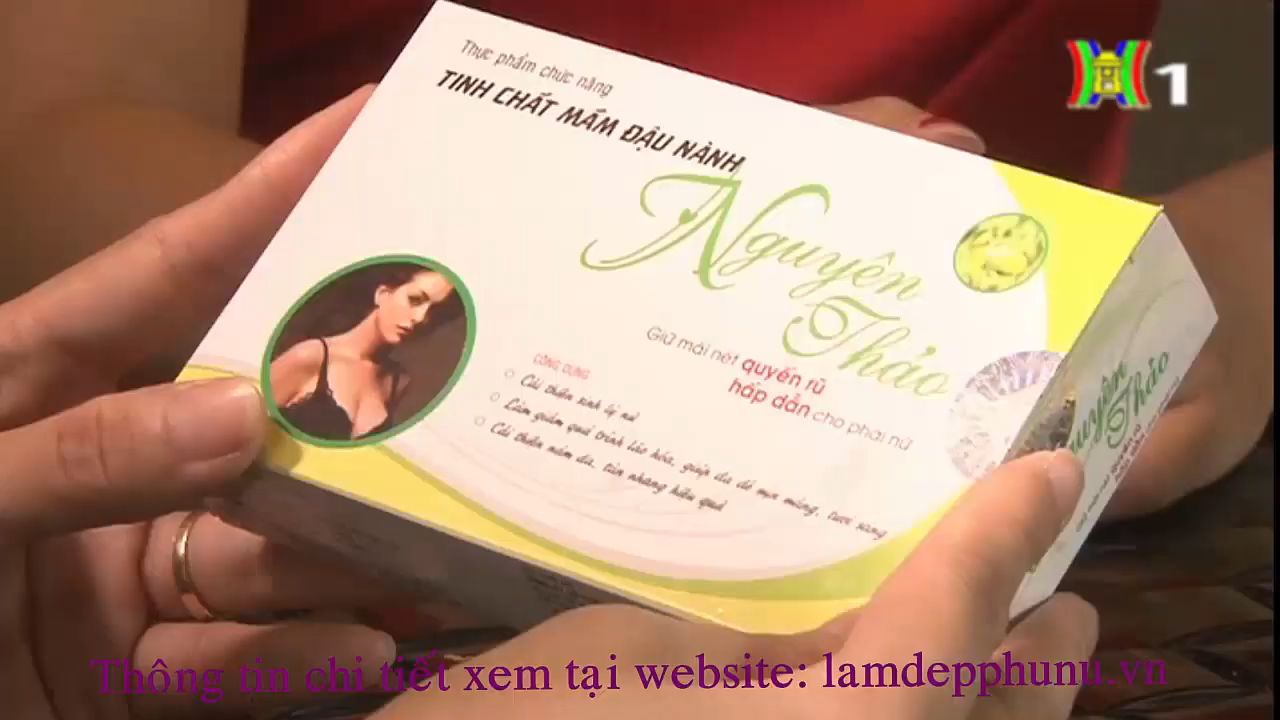 1
Thực phẩm chức năng
TINH CHẤT MẦM ĐẬU NÀNH
Nguyên
Thảo
Giữ mãi nét quyến rũ
hấp dẫn cho phái nữ
CÔNG DỤNG
Cải thiện sinh lý nữ
Làm giảm quá trình lão hóa, giúp da dẻ mịn màng, tươi sáng
Cải thiện nám da, tàn nhang hiệu quả
Thảo
Thông tin chi tiết xem tại website: lamdepphunu.vn